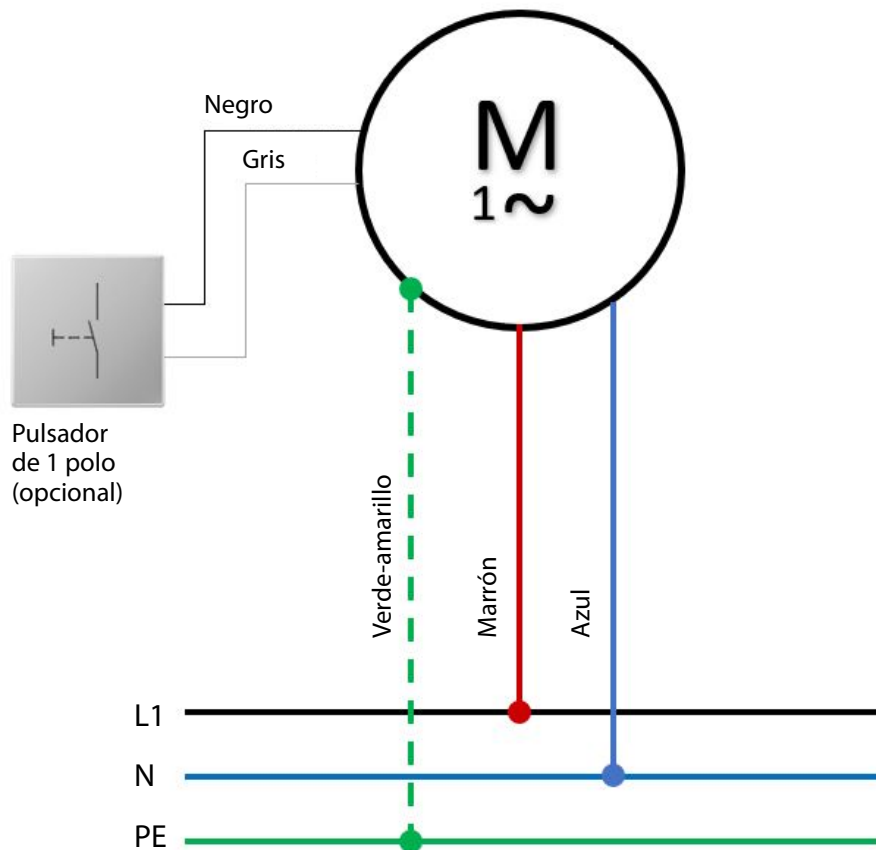 Negro
Gris
M
1~
Pulsador
de 1 polo
(opcional)
Verde-amarillo
Marrón
Azul
L1
N
PE